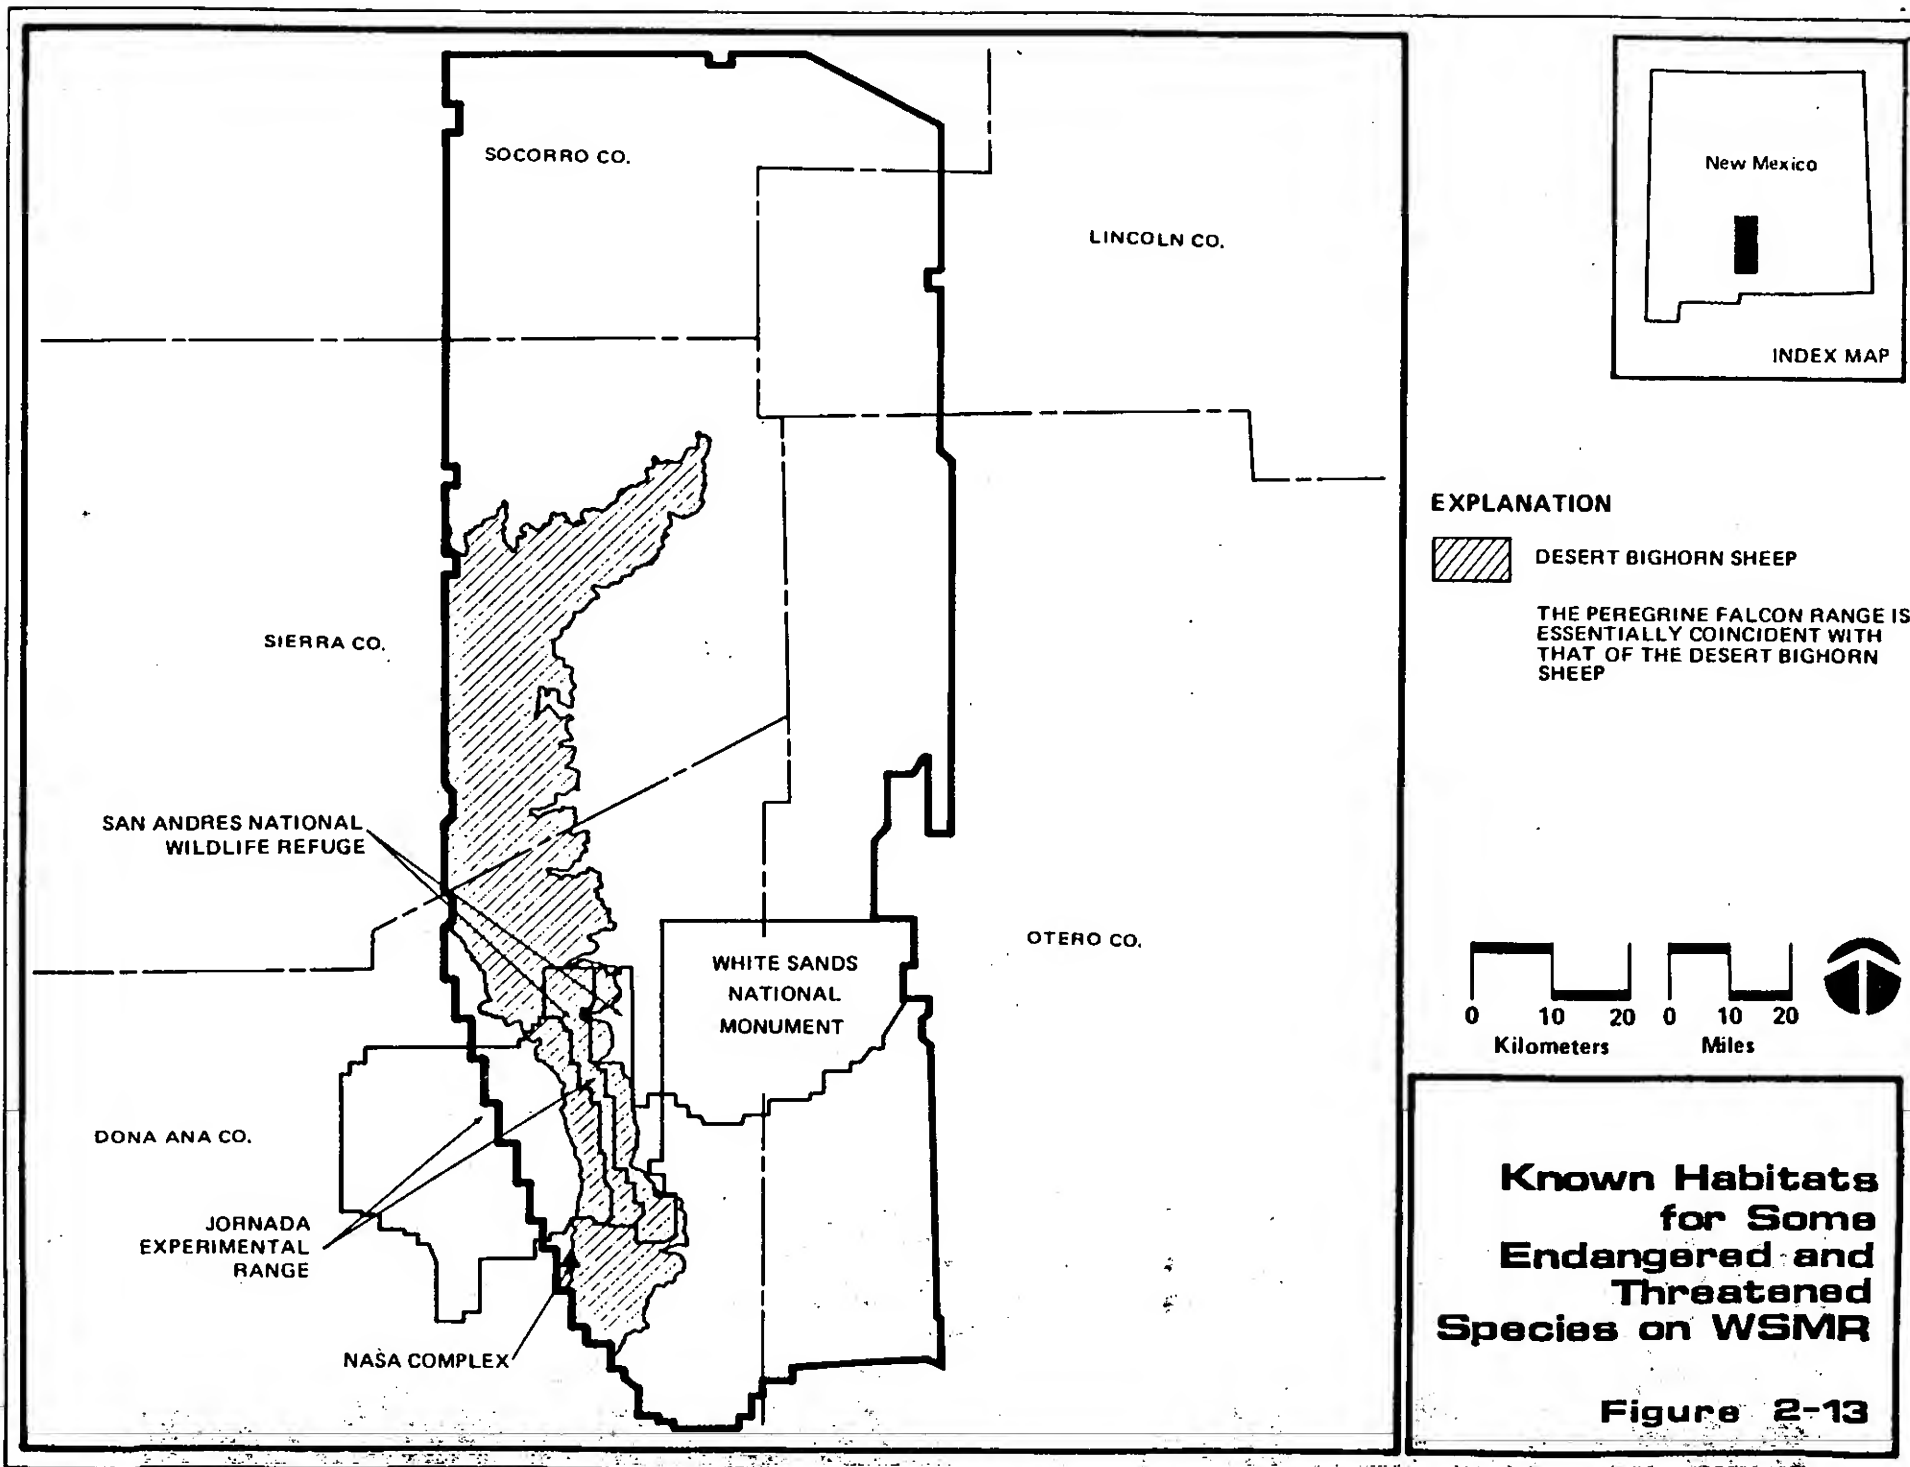 SOCORRO CO.
LINCOLN CO.
SIERRA CO.
SAN ANDRES NATIONAL
WILDLIFE REFUGE
WHITE SANDS
NATIONAL
MONUMENT
OTERO CO.
DONA ANA CO.
JORNADA
EXPERIMENTAL
RANGE
NASA COMPLEX
New Mexico
INDEX MAP
EXPLANATION
DESERT BIGHORN SHEEP
THE PEREGRINE FALCON RANGE IS
ESSENTIALLY COINCIDENT WITH
THAT OF THE DESERT BIGHORN
SHEEP
0 10 20
Kilometers
0 10 20
Miles
Known Habitats
for Some
Endangered and
Threatened
Species on WSMR
Figure 2-13